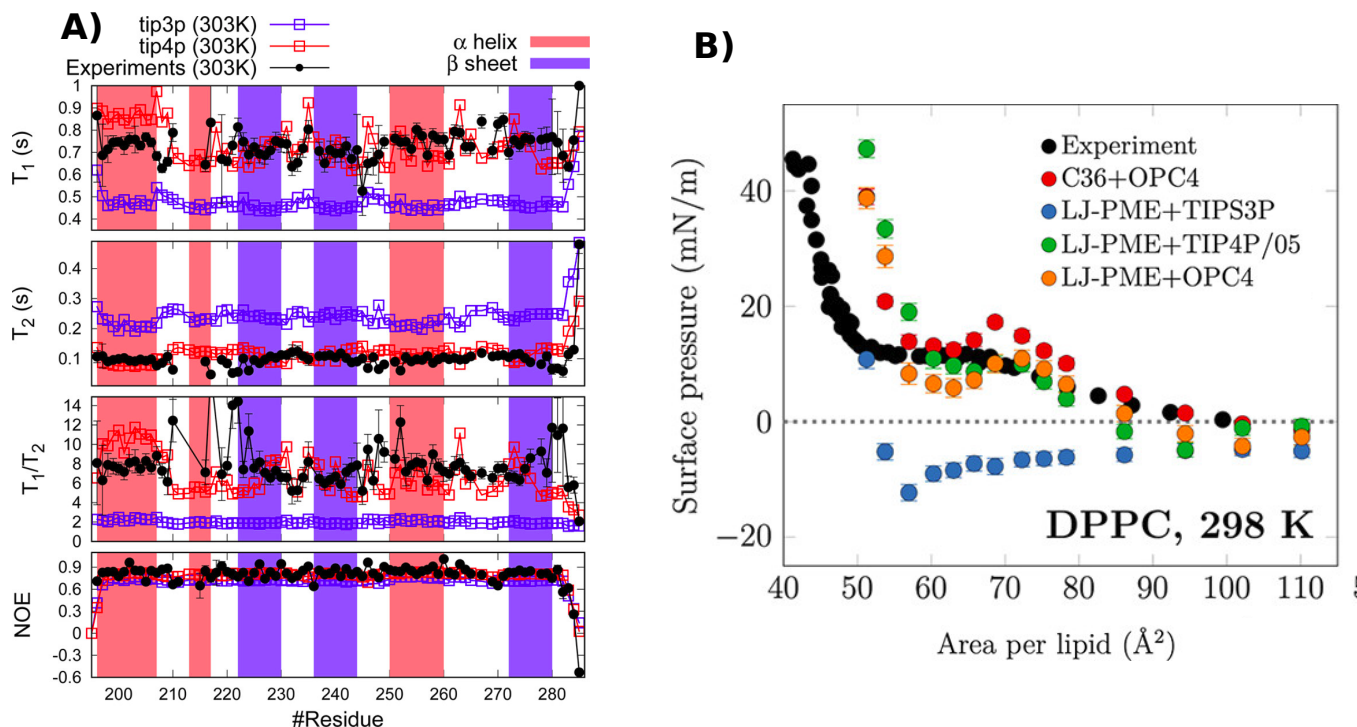 A)
tip3p (303K)
tip4p (303K)
Experiments (303K)
α helix
β sheet
T1 (s)
1
0.9
0.8
0.7
0.6
0.5
0.4
T2 (s)
0.4
0.3
0.2
0.1
T1/T2
14
12
10
8
6
4
2
0
NOE
0.9
0.6
0.3
0
-0.3
-0.6
200 210 220 230 240 250 260 270 280
#Residue
B)
Experiment
C36+OPC4
LJ-PME+TIPS3P
LJ-PME+TIP4P/05
LJ-PME+OPC4
Surface pressure (mN/m)
40
20
0
−20
DPPC, 298 K
40 50 60 70 80 90 100 110
Area per lipid (Å²)